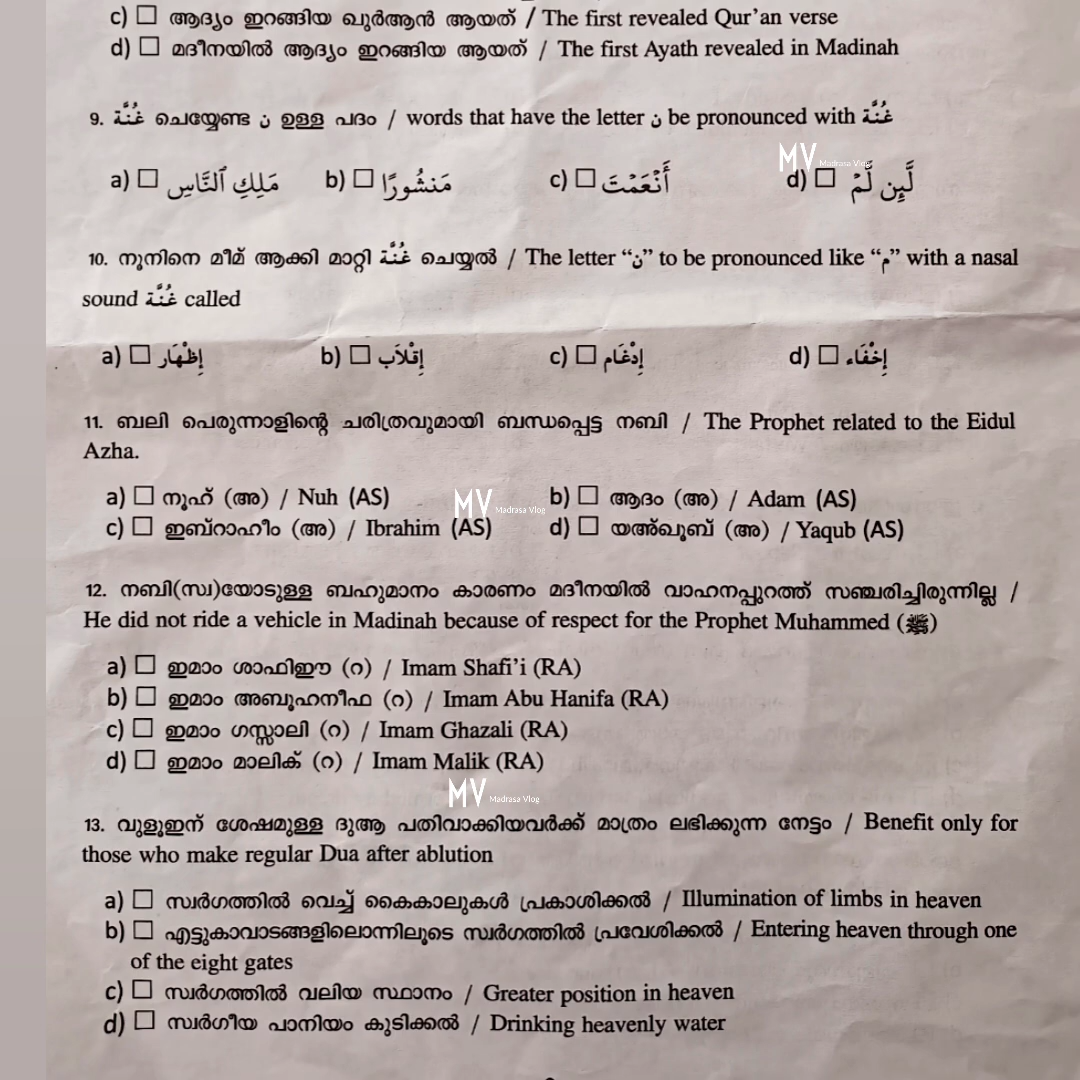 c) ☐ ആദ്യം ഇറങ്ങിയ ഖുർആൻ ആയത് / The first revealed Qur'an verse
d) ☐ മദീനയിൽ ആദ്യം ഇറങ്ങിയ ആയത് / The first Ayath revealed in Madinah
9. غُنَّة ചെയ്യേണ്ട ن ഉള്ള പദം / words that have the letter ن be pronounced with غُنَّة
MV Madrasa Vlog
a) ☐ مَلِكِ ٱلنَّاسِ b) ☐ مَنشُورًا c) ☐ أَنْعَمْتَ d) ☐ لَّئِن لَّمْ
10. നൂനിനെ മീമ് ആക്കി മാറ്റി غُنَّة ചെയ്യൽ / The letter “ن” to be pronounced like “م” with a nasal
sound غُنَّة called
a) ☐ إِظْهَار b) ☐ إِقْلَاب c) ☐ إِدْغَام d) ☐ إِخْفَاء
11. ബലി പെരുന്നാളിന്റെ ചരിത്രവുമായി ബന്ധപ്പെട്ട നബി / The Prophet related to the Eidul
Azha.
a) ☐ നൂഹ് (അ) / Nuh (AS) b) ☐ ആദം (അ) / Adam (AS)
MV Madrasa Vlog
c) ☐ ഇബ്റാഹീം (അ) / Ibrahim (AS) d) ☐ യഅ്ഖൂബ് (അ) / Yaqub (AS)
12. നബി(സ്വ)യോടുള്ള ബഹുമാനം കാരണം മദീനയിൽ വാഹനപ്പുറത്ത് സഞ്ചരിച്ചിരുന്നില്ല /
He did not ride a vehicle in Madinah because of respect for the Prophet Muhammed (ﷺ)
a) ☐ ഇമാം ശാഫിഈ (റ) / Imam Shafi'i (RA)
b) ☐ ഇമാം അബൂഹനീഫ (റ) / Imam Abu Hanifa (RA)
c) ☐ ഇമാം ഗസ്സാലി (റ) / Imam Ghazali (RA)
d) ☐ ഇമാം മാലിക് (റ) / Imam Malik (RA)
MV Madrasa Vlog
13. വുളൂഇന് ശേഷമുള്ള ദുആ പതിവാക്കിയവർക്ക് മാത്രം ലഭിക്കുന്ന നേട്ടം / Benefit only for
those who make regular Dua after ablution
a) ☐ സ്വർഗത്തിൽ വെച്ച് കൈകാലുകൾ പ്രകാശിക്കൽ / Illumination of limbs in heaven
b) ☐ എട്ടുകാവാടങ്ങളിലൊന്നിലൂടെ സ്വർഗത്തിൽ പ്രവേശിക്കൽ / Entering heaven through one
of the eight gates
c) ☐ സ്വർഗത്തിൽ വലിയ സ്ഥാനം / Greater position in heaven
d) ☐ സ്വർഗീയ പാനിയം കുടിക്കൽ / Drinking heavenly water